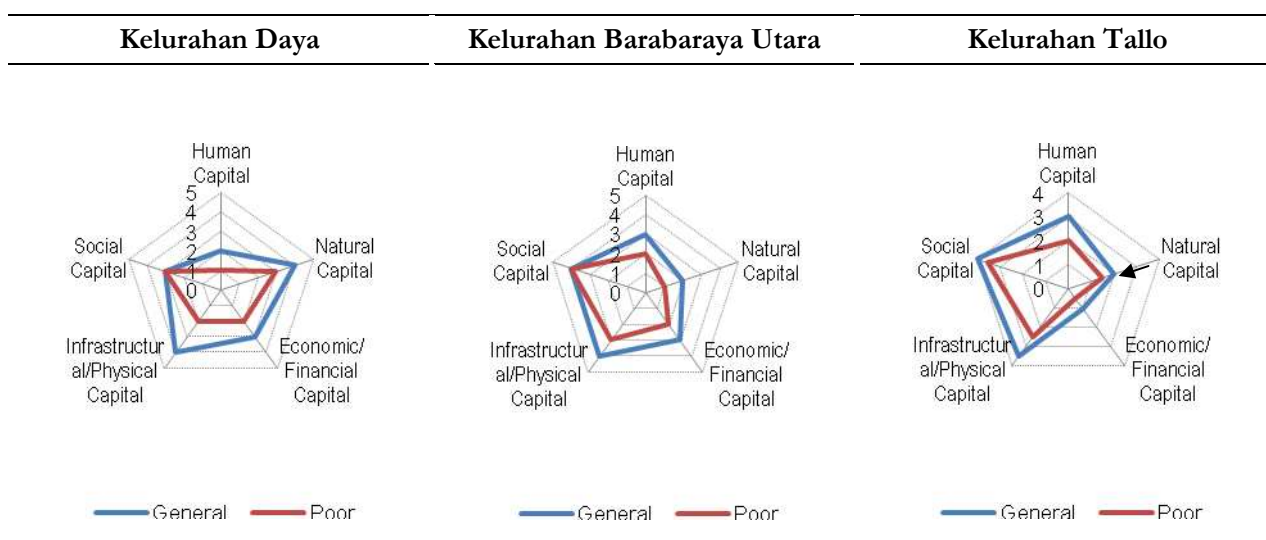 Kelurahan Daya
Human
Capital
5
4
3
2
1
0
Social
Capital
Natural
Capital
Infrastructur
al/Physical
Capital
Economic/
Financial
Capital
General
Poor
Kelurahan Barabaraya Utara
Human
Capital
5
4
3
2
1
0
Social
Capital
Natural
Capital
Infrastructur
al/Physical
Capital
Economic/
Financial
Capital
General
Poor
Kelurahan Tallo
Human
Capital
4
3
2
1
0
Social
Capital
Natural
Capital
Infrastructur
al/Physical
Capital
Economic/
Financial
Capital
General
Poor